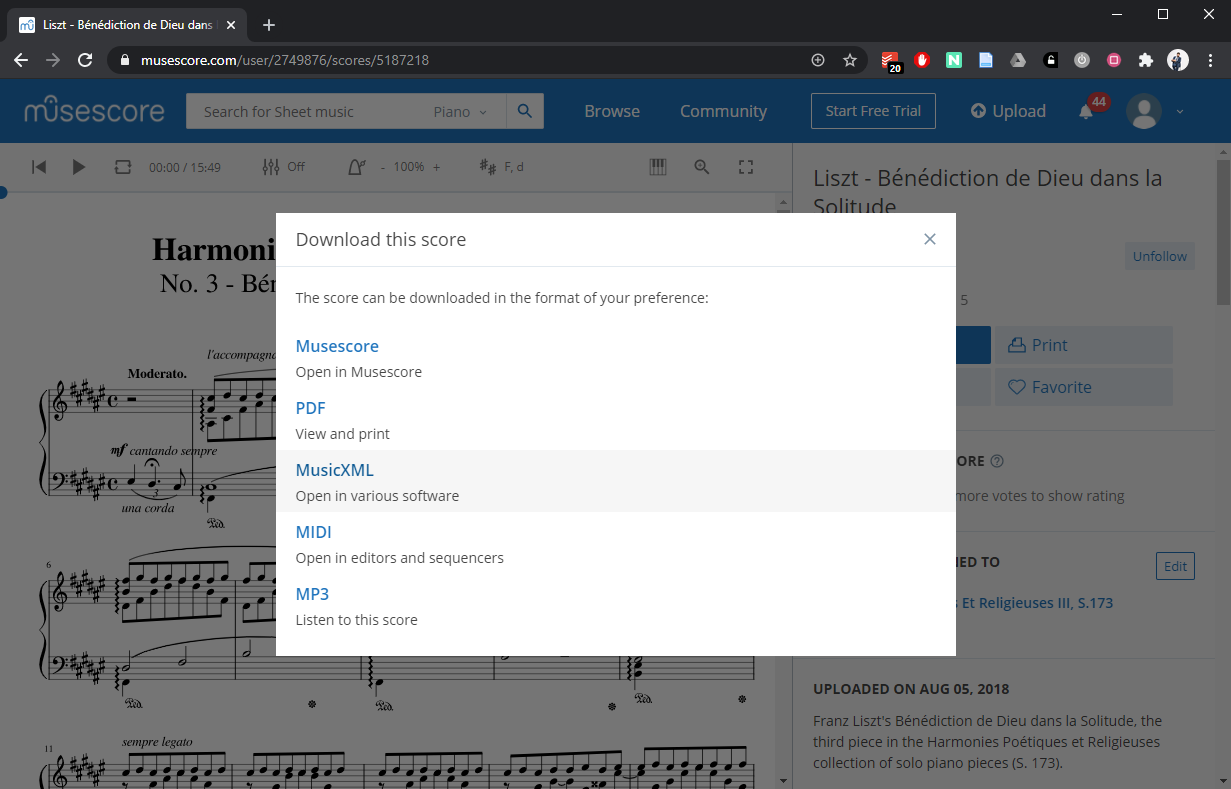 Liszt - Bénédiction de Dieu dans
musescore.com/user/2749876/scores/5187218
20
musescore
Search for Sheet music
Piano
Browse
Community
Start Free Trial
Upload
44
00:00 / 15:49
Off
- 100% +
F, d
Liszt - Bénédiction de Dieu dans la
Solitude
Harmoni
No. 3 - Bén
Unfollow
5
Print
Favorite
Download this score
The score can be downloaded in the format of your preference:
Musescore
Open in Musescore
PDF
View and print
MusicXML
Open in various software
MIDI
Open in editors and sequencers
MP3
Listen to this score
l'accompagna
Moderato.
mf cantando sempre
3
una corda
6
11
sempre legato
ORE
more votes to show rating
NED TO
Edit
Et Religieuses III, S.173
UPLOADED ON AUG 05, 2018
Franz Liszt's Bénédiction de Dieu dans la Solitude, the
third piece in the Harmonies Poétiques et Religieuses
collection of solo piano pieces (S. 173).